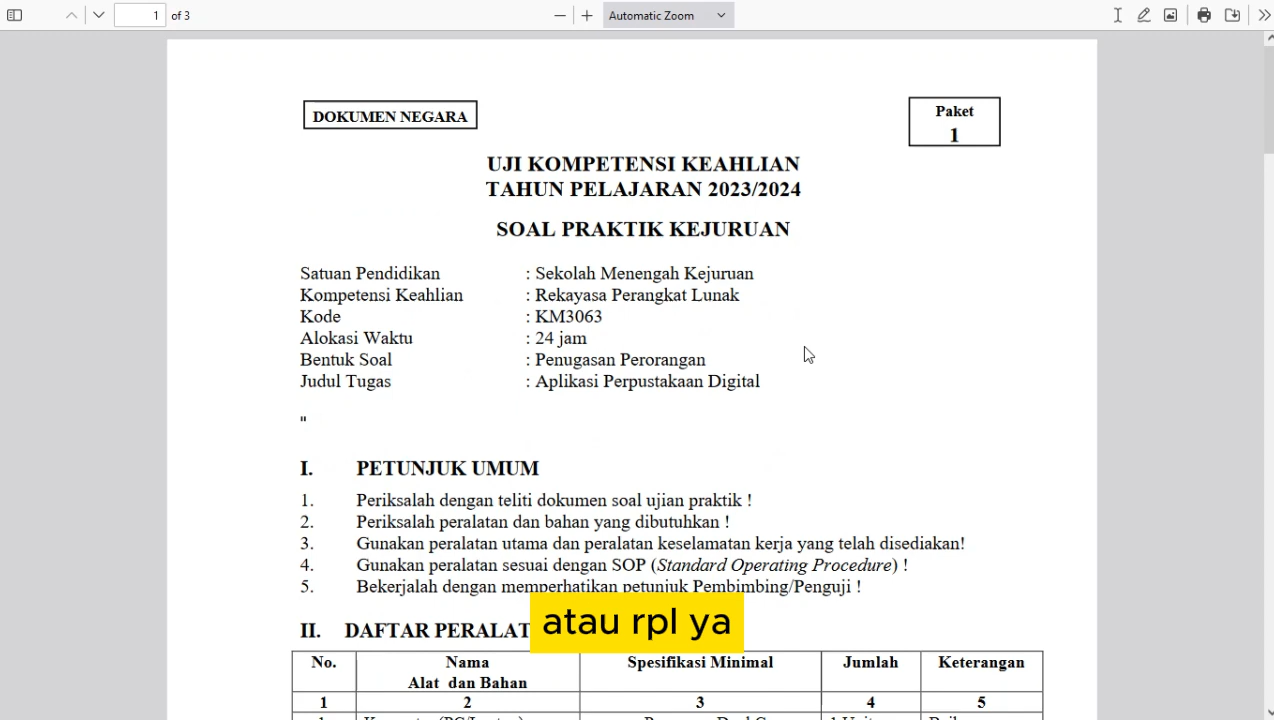 1 of 3
Automatic Zoom
DOKUMEN NEGARA
Paket
1
UJI KOMPETENSI KEAHLIAN
TAHUN PELAJARAN 2023/2024
SOAL PRAKTIK KEJURUAN
Satuan Pendidikan : Sekolah Menengah Kejuruan
Kompetensi Keahlian : Rekayasa Perangkat Lunak
Kode : KM3063
Alokasi Waktu : 24 jam
Bentuk Soal : Penugasan Perorangan
Judul Tugas : Aplikasi Perpustakaan Digital
"
I. PETUNJUK UMUM
1. Periksalah dengan teliti dokumen soal ujian praktik !
2. Periksalah peralatan dan bahan yang dibutuhkan !
3. Gunakan peralatan utama dan peralatan keselamatan kerja yang telah disediakan!
4. Gunakan peralatan sesuai dengan SOP (Standard Operating Procedure) !
5. Bekerjalah dengan memperhatikan petunjuk Pembimbing/Penguji !
II. DAFTAR PERALAT
atau rpl ya
No. Nama Alat dan Bahan Spesifikasi Minimal Jumlah Keterangan
1 2 3 4 5